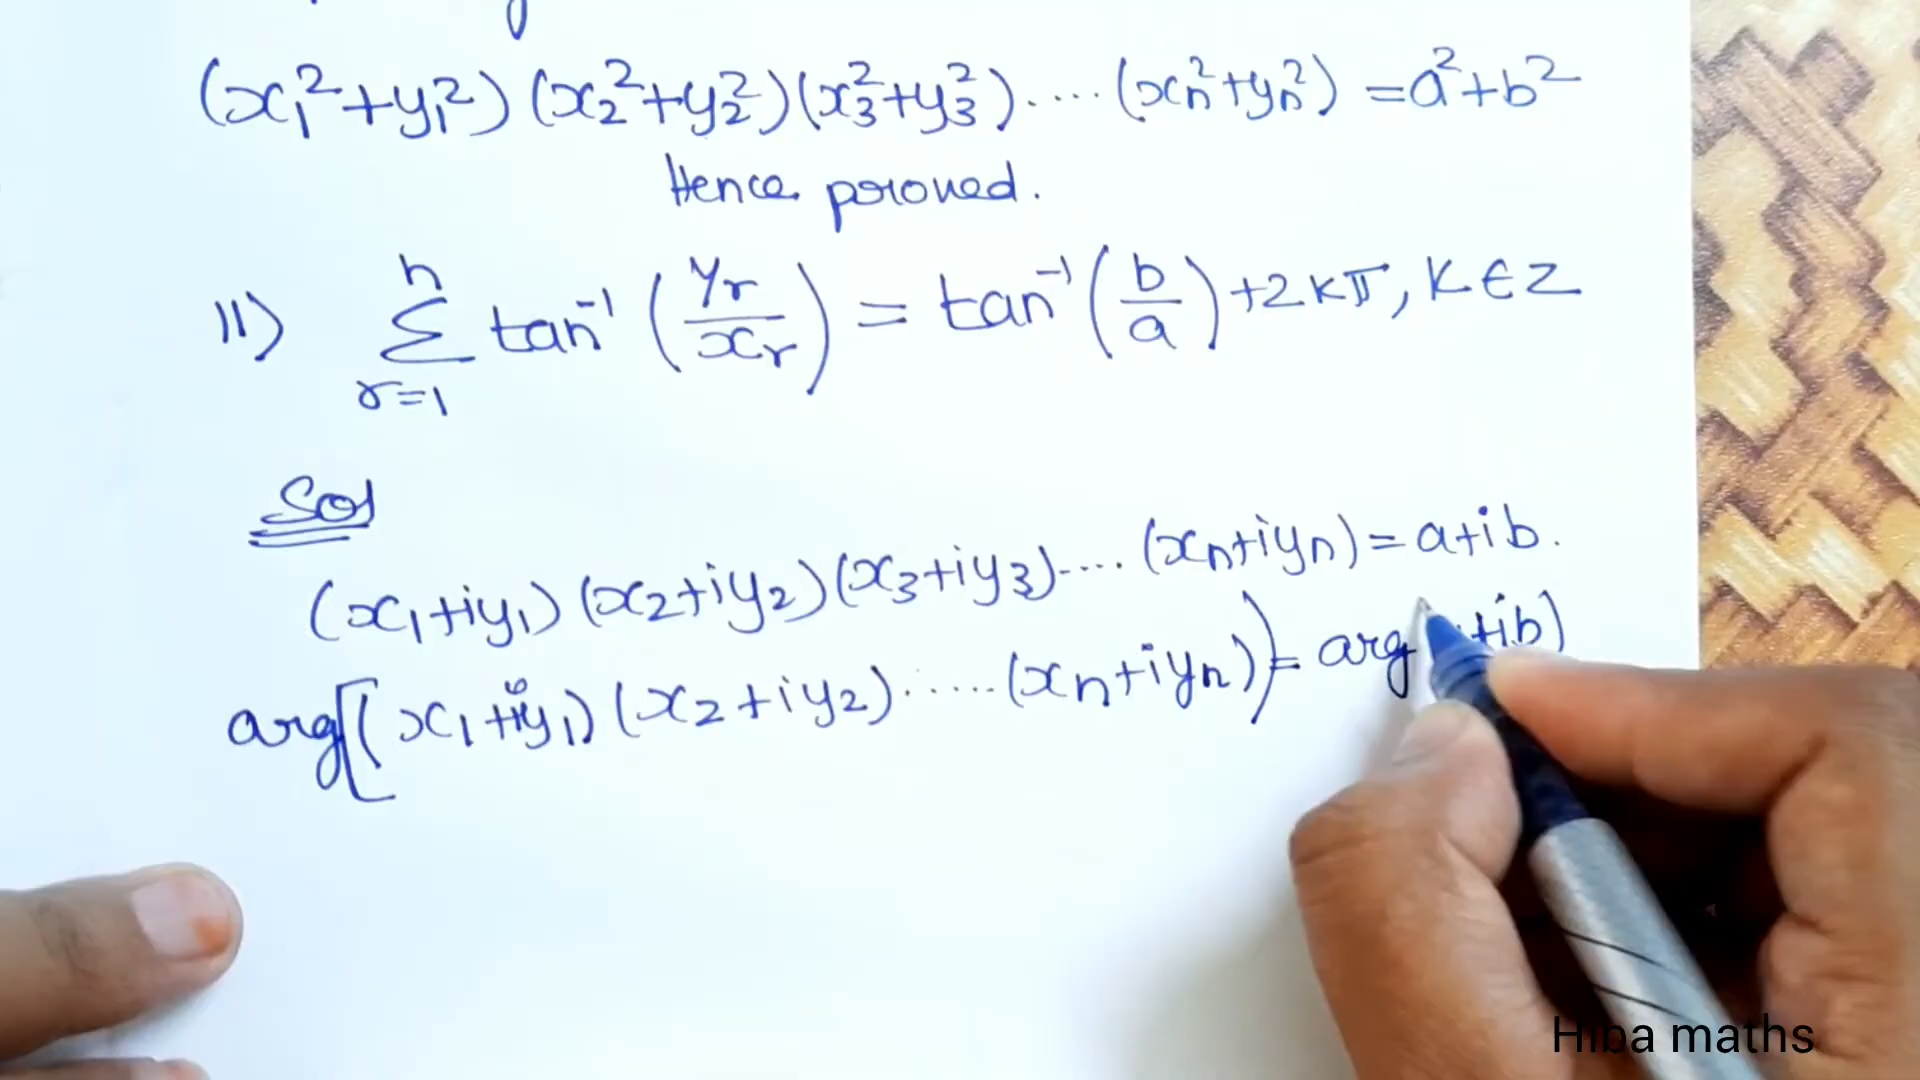 (x₁²+y₁²)(x₂²+y₂²)(x₃²+y₃²)....(xₙ²+yₙ²) =a²+b²
Hence proved.
II) n∑r=1 tan⁻¹(yr/xr) = tan⁻¹(b/a)+2kπ, K∈Z
Sol
(x₁+iy₁)(x₂+iy₂)(x₃+iy₃)....(xₙ+iyₙ)=a+ib.
arg[(x₁+iy₁)(x₂+iy₂)......(xₙ+iyₙ)]= arg +ib)
Hiba maths